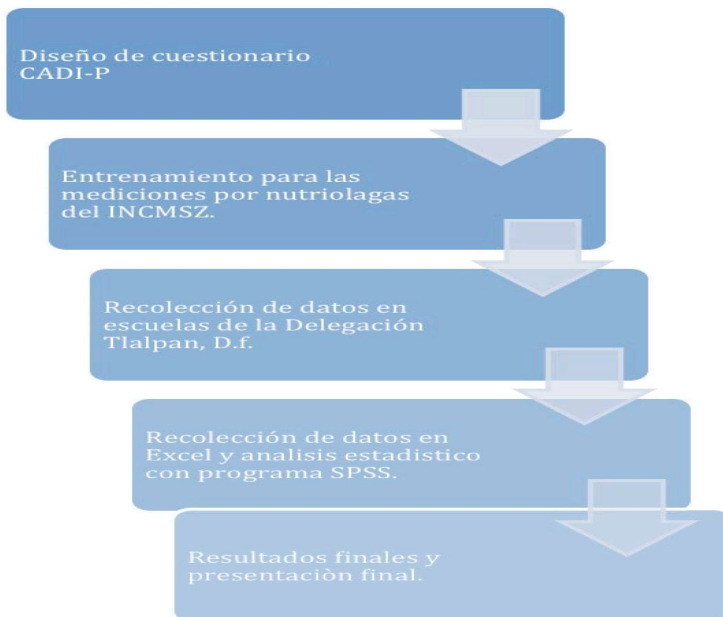 Diseño de cuestionario
CADI-P
Entrenamiento para las
mediciones por nutriolagas
del INCMSZ.
Recolección de datos en
escuelas de la Delegación
Tlalpan, D.f.
Recolección de datos en
Excel y analisis estadistico
con programa SPSS.
Resultados finales y
presentaciòn final.